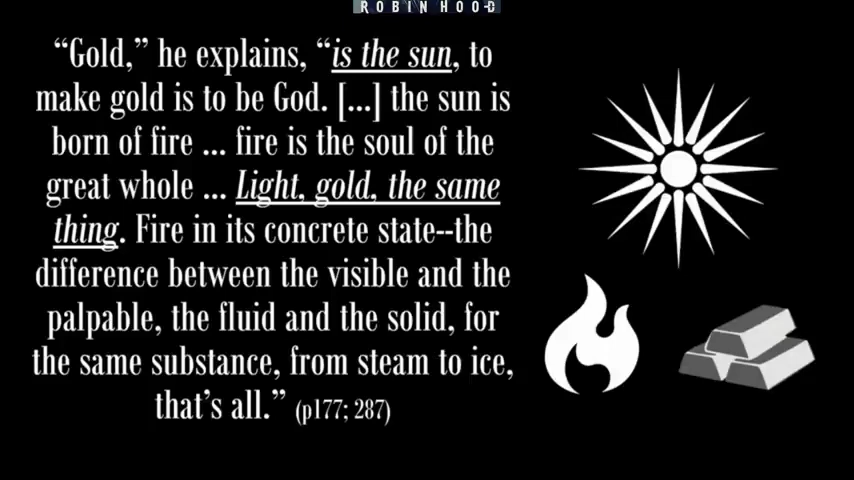 ROBIN HOOD
“Gold,” he explains, “is the sun, to
make gold is to be God. [...] the sun is
born of fire ... fire is the soul of the
great whole ... Light, gold, the same
thing. Fire in its concrete state--the
difference between the visible and the
palpable, the fluid and the solid, for
the same substance, from steam to ice,
that’s all.” (p177; 287)